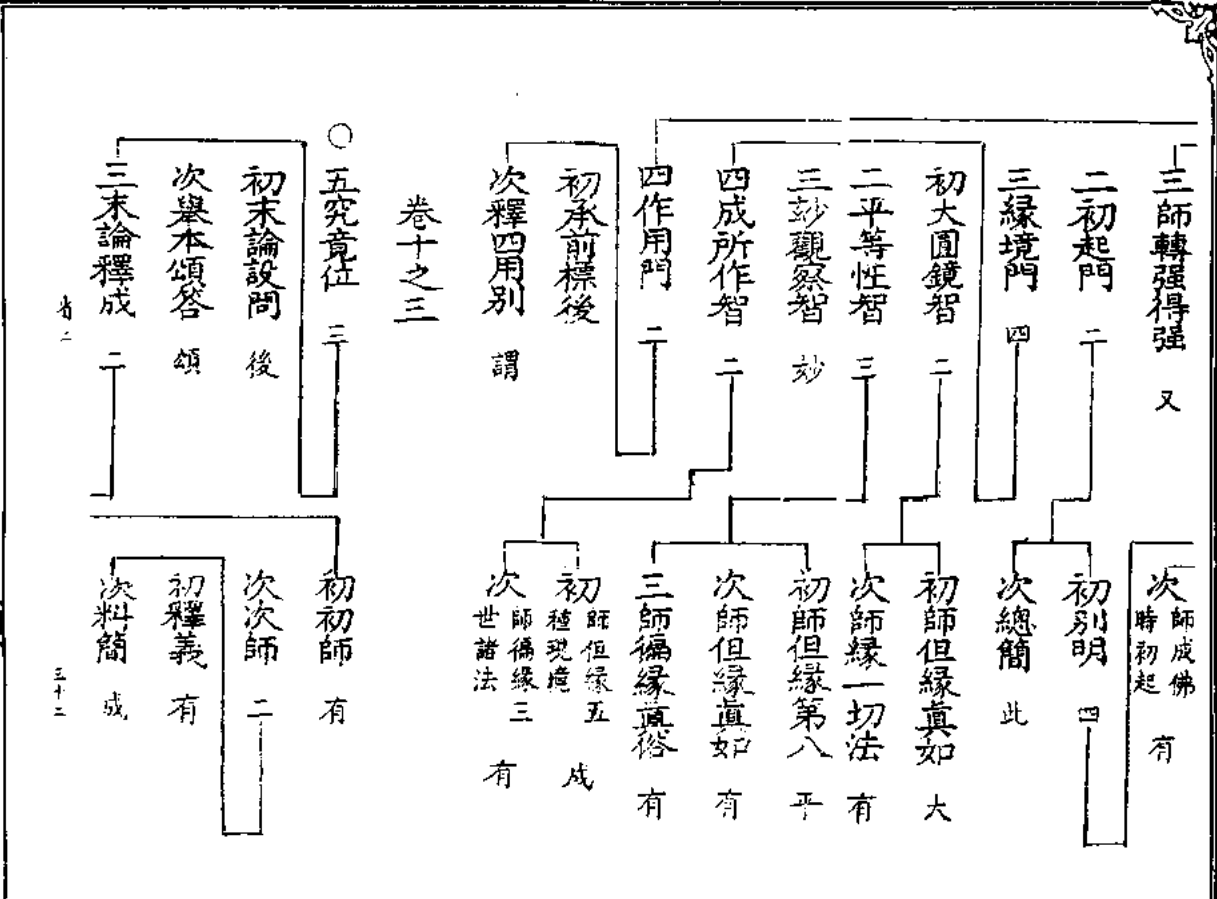 三師轉强得强 又
二初起門 二
三緣境門 四
初大圓鏡智 二
二平等性智 三
三玅觀察智 玅
四成所作智 二
四作用門 二
初承前標後
次釋四用別 謂
卷十之三
○五究竟位 三
初末論設問 後
次舉本頌答 頌
三末論釋成 二
次師成佛時初起 有
初別明 四
次總簡 此
初師但緣眞如 大
次師緣一切法 有
初師但緣第八 平
次師但緣眞如 有
三師徧緣眞俗 有
初師但緣五種現境 成
次師徧緣三世諸法 有
初初師 有
次次師 二
初釋義 有
次料簡 成
三十二